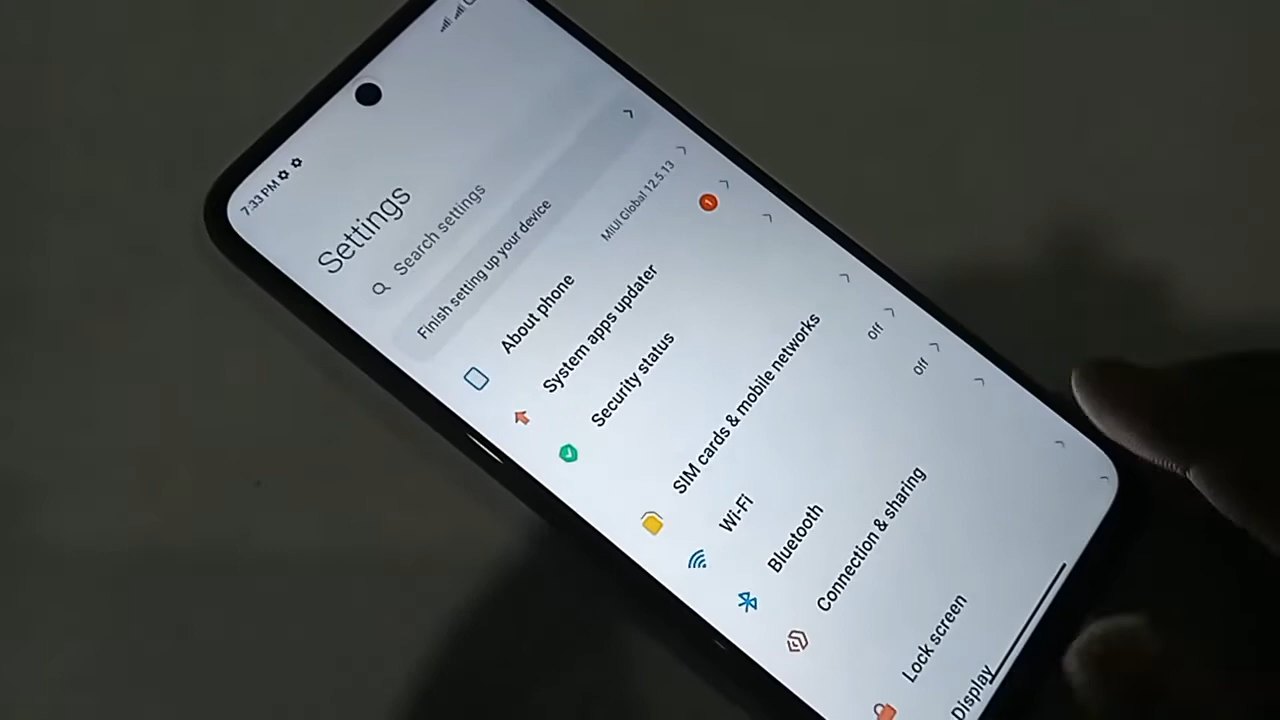 7:33 PM
Settings
Search settings
Finish setting up your device
About phone MIUI Global 12.5.13
System apps updater 1
Security status
SIM cards & mobile networks
Wi-Fi Off
Bluetooth Off
Connection & sharing
Lock screen
Display